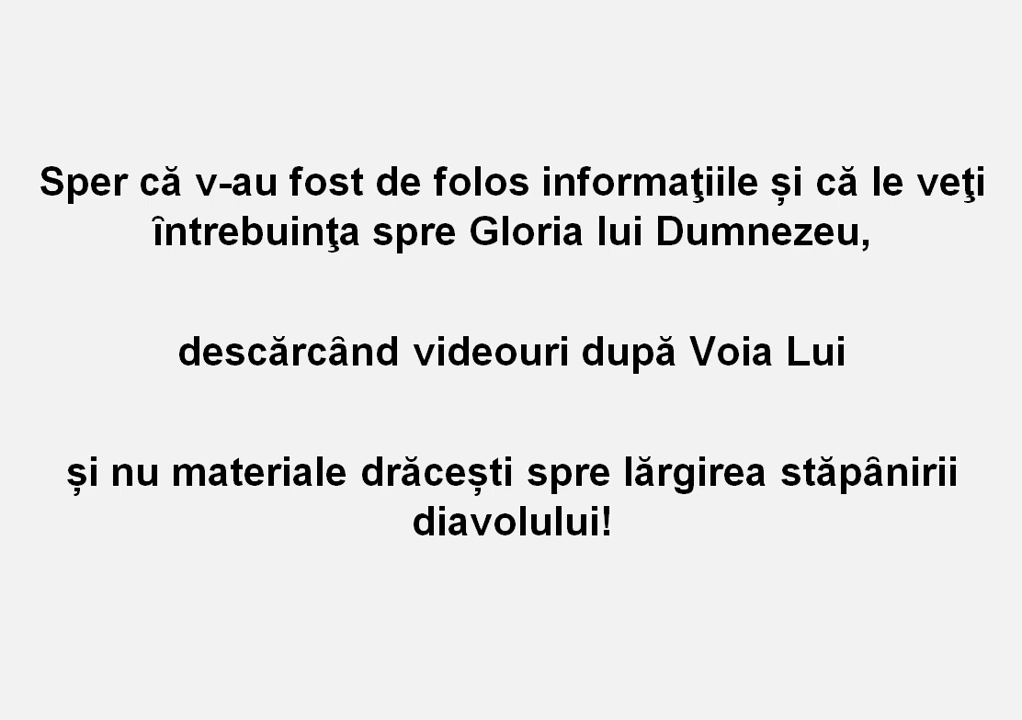 Sper că v-au fost de folos informaţiile și că le veţi
întrebuinţa spre Gloria lui Dumnezeu,
descărcând videouri după Voia Lui
și nu materiale drăcești spre lărgirea stăpânirii
diavolului!